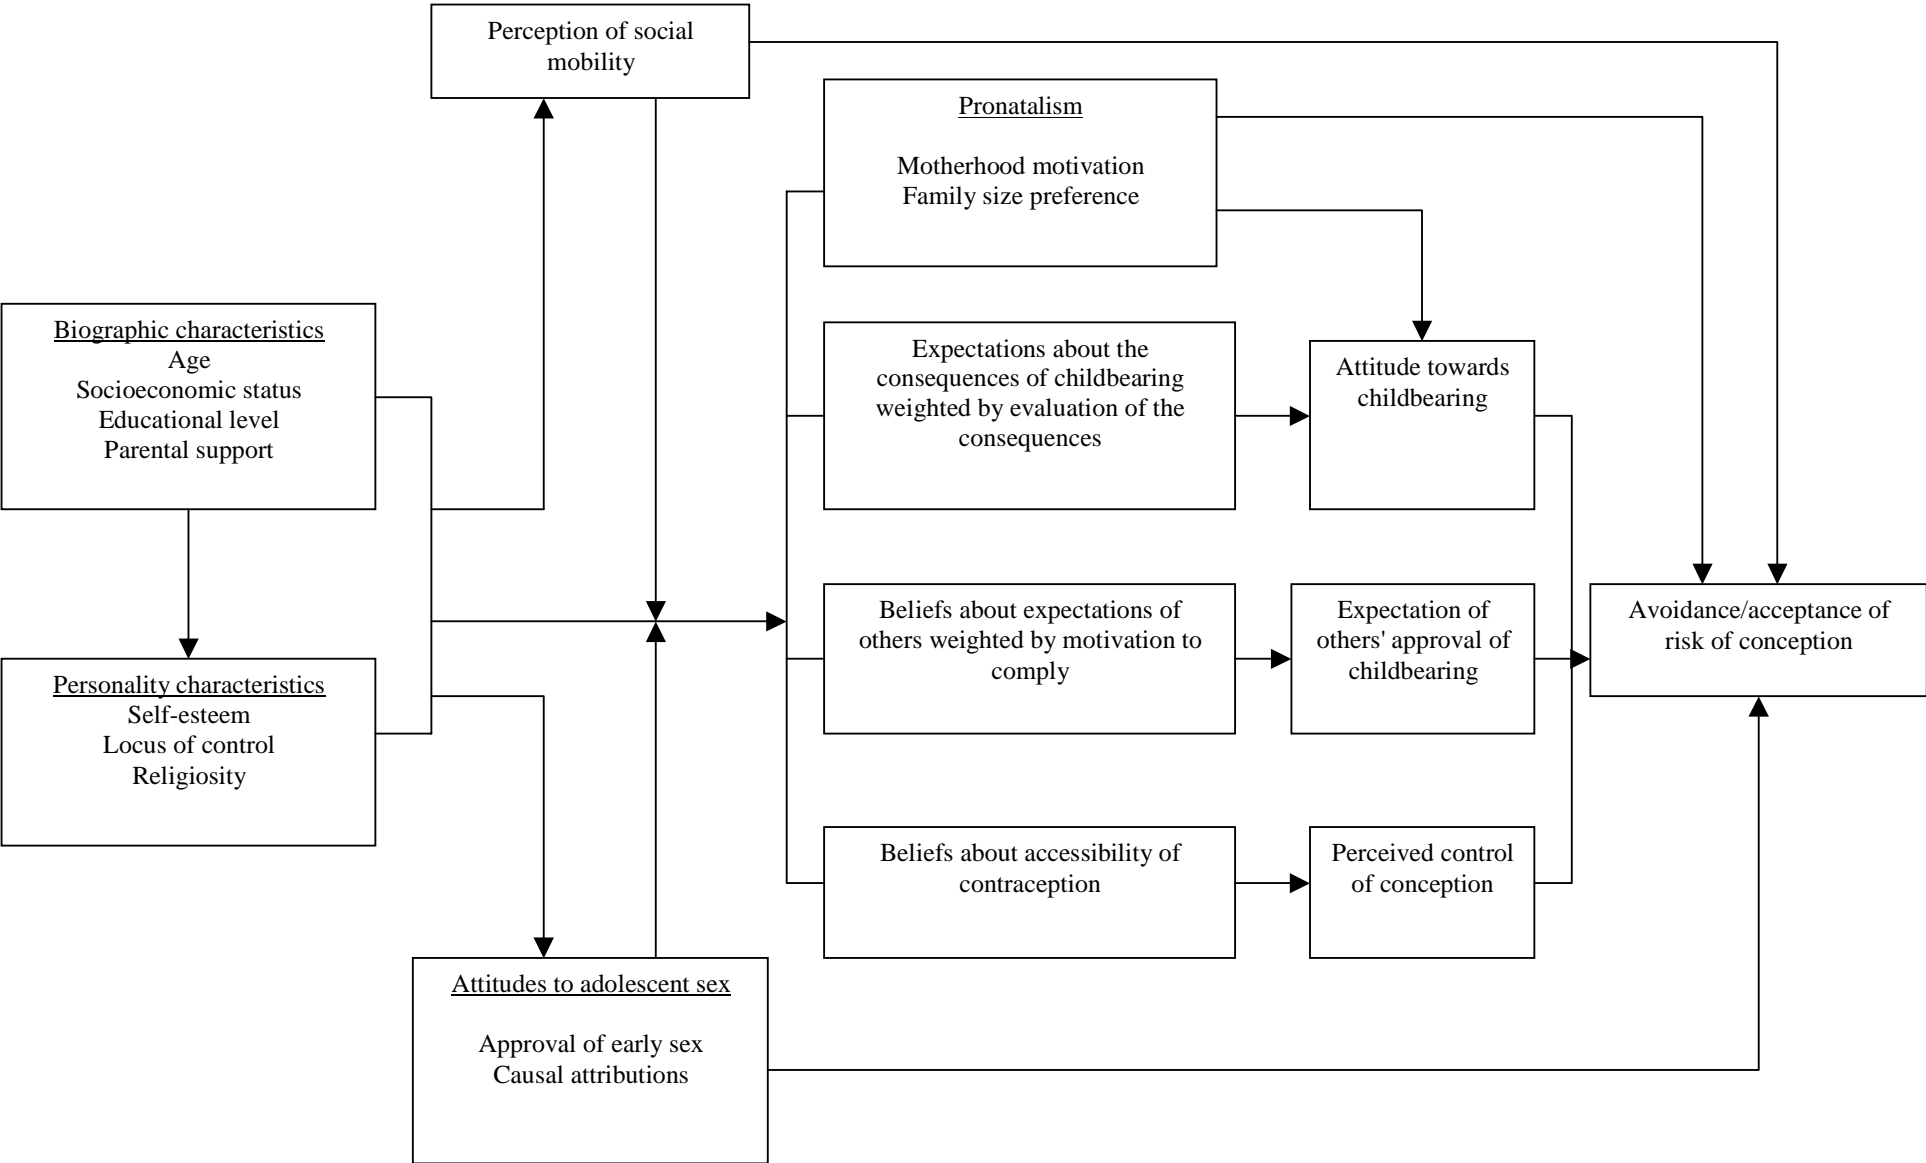 Perception of social
mobility
Pronatalism
Motherhood motivation
Family size preference
Biographic characteristics
Age
Socioeconomic status
Educational level
Parental support
Expectations about the
consequences of childbearing
weighted by evaluation of the
consequences
Attitude towards
childbearing
Beliefs about expectations of
others weighted by motivation to
comply
Expectation of
others' approval of
childbearing
Avoidance/acceptance of
risk of conception
Personality characteristics
Self-esteem
Locus of control
Religiosity
Beliefs about accessibility of
contraception
Perceived control
of conception
Attitudes to adolescent sex
Approval of early sex
Causal attributions